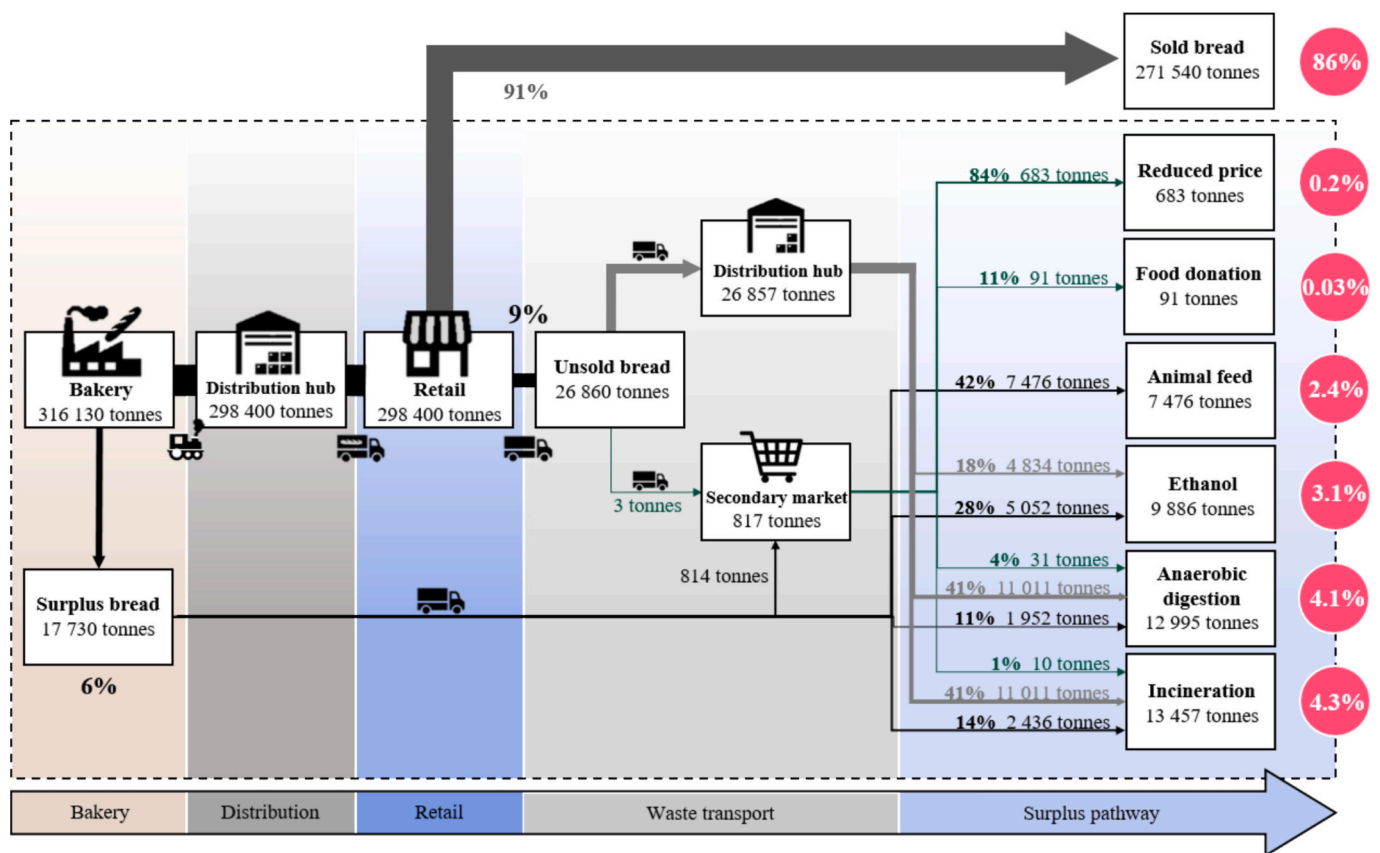 Sold bread
271 540 tonnes
86%
91%
84% 683 tonnes
Reduced price
683 tonnes
0.2%
Distribution hub
26 857 tonnes
11% 91 tonnes
Food donation
91 tonnes
0.03%
9%
Bakery
316 130 tonnes
Distribution hub
298 400 tonnes
Retail
298 400 tonnes
Unsold bread
26 860 tonnes
42% 7 476 tonnes
Animal feed
7 476 tonnes
2.4%
3 tonnes
Secondary market
817 tonnes
18% 4 834 tonnes
28% 5 052 tonnes
Ethanol
9 886 tonnes
3.1%
814 tonnes
Surplus bread
17 730 tonnes
6%
4% 31 tonnes
41% 11 011 tonnes
11% 1 952 tonnes
Anaerobic
digestion
12 995 tonnes
4.1%
1% 10 tonnes
41% 11 011 tonnes
14% 2 436 tonnes
Incineration
13 457 tonnes
4.3%
Bakery
Distribution
Retail
Waste transport
Surplus pathway